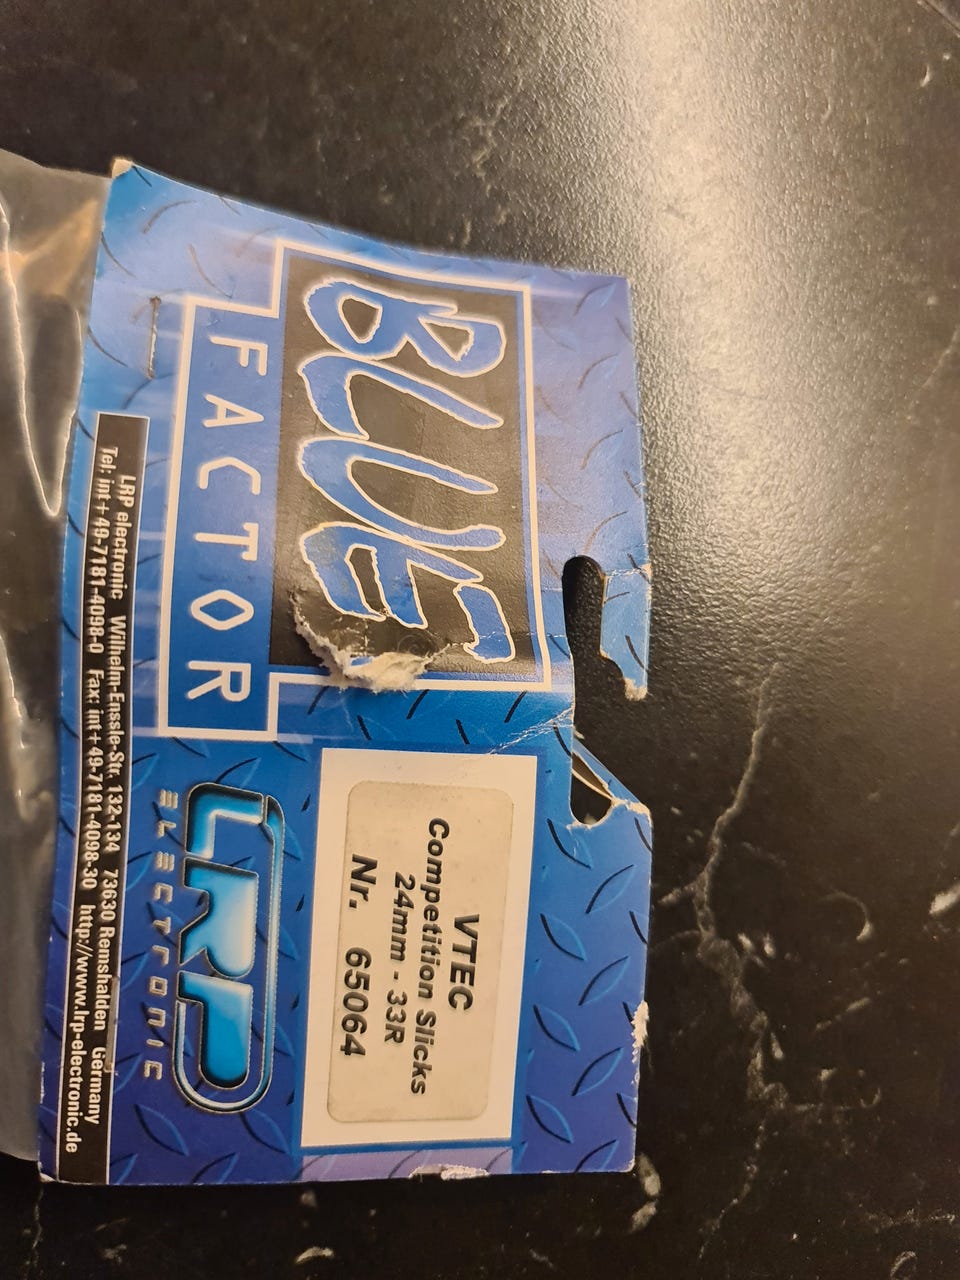 BLUE
FACTOR
VTEC
Competition Slicks
24mm - 33R
Nr. 65064
LRP
ELECTRONIC
LRP electronic Wilhelm-Enssle-Str. 132-134 73630 Remshalden Germany
Tel: int+49-7181-4098-0 Fax: int+49-7181-4098-30 http://www.lrp-electronic.de